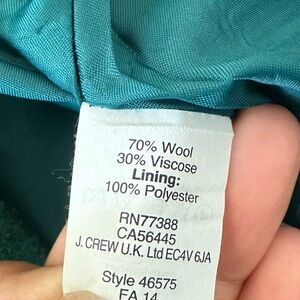 70% Wool
30% Viscose
Lining:
100% Polyester
RN77388
CA56445
J. CREW U.K. Ltd EC4V 6JA
Style 46575
FA 14